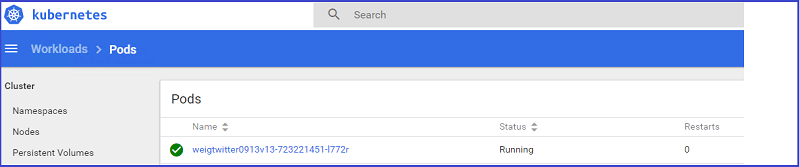 kubernetes
Search
Workloads > Pods
Cluster
Namespaces
Nodes
Persistent Volumes
Pods
Name Status Restarts
weigtwitter0913v13-723221451-l772r Running 0